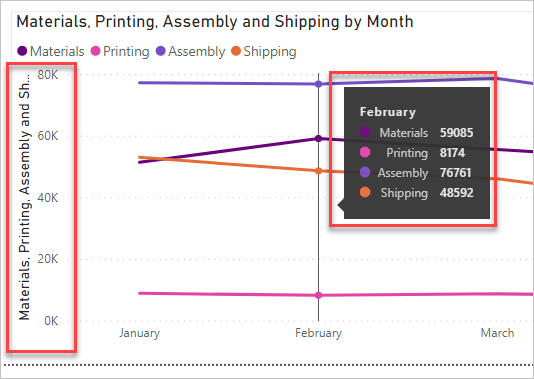 Materials, Printing, Assembly and Shipping by Month
Materials Printing Assembly Shipping
Materials, Printing, Assembly and Sh...
80K
60K
40K
20K
0K
February
Materials 59085
Printing 8174
Assembly 76761
Shipping 48592
January February March